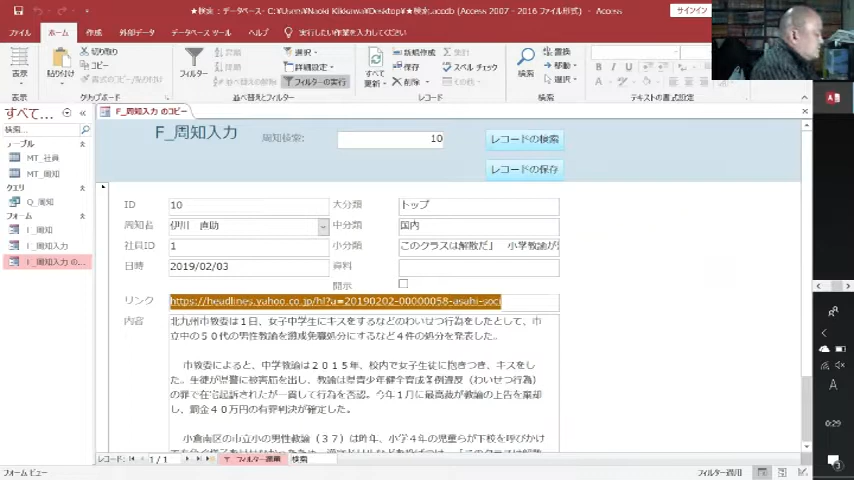 ★検索 : データベース- C:¥Users¥Naoki Kikkawa¥Desktop¥★検索.accdb (Access 2007 - 2016 ファイル形式) - Access
サインイン
ファイル ホーム 作成 外部データ データベース ツール ヘルプ 実行したい作業を入力してください
表示
貼り付け
切り取り
コピー
書式のコピー/貼り付け
フィルター
昇順
降順
並べ替えの解除
選択
詳細設定
フィルターの実行
すべて更新
新規作成
保存
削除
Σ 集計
スペル チェック
検索
置換
移動
選択
B I U
表示 クリップボード 並べ替えとフィルター レコード 検索 テキストの書式設定
すべて...
検索...
テーブル
MT_社員
MT_周知
クエリ
Q_周知
フォーム
F_周知
F_周知入力
F_周知入力 のコ...
F_周知入力 のコピー
F_周知入力
周知検索:
10
レコードの検索
レコードの保存
ID 10 大分類 トップ
周知者 伊川 直助 中分類 国内
社員ID 1 小分類 このクラスは解散だ」 小学教諭が
日時 2019/02/03 資料
開示
リンク https://headlines.yahoo.co.jp/hl?a=20190202-00000058-asahi-soci
内容 北九州市教委は１日、女子中学生にキスをするなどのわいせつ行為をしたとして、市
立中の５０代の男性教諭を懲戒免職処分にするなど４件の処分を発表した。
市教委によると、中学教諭は２０１５年、校内で女子生徒に抱きつき、キスをし
た。生徒が県警に被害届を出し、教諭は県青少年健全育成条例違反（わいせつ行為）
の罪で在宅起訴されたが一貫して行為を否認。今年１月に最高裁が教諭の上告を棄却
し、罰金４０万円の有罪判決が確定した。
小倉南区の市立小の男性教諭（３７）は昨年、小学４年の児童らが下校を呼びかけ
レコード: 1 / 1 フィルター適用 検索
フォーム ビュー
フィルター適用
A
0:29
3